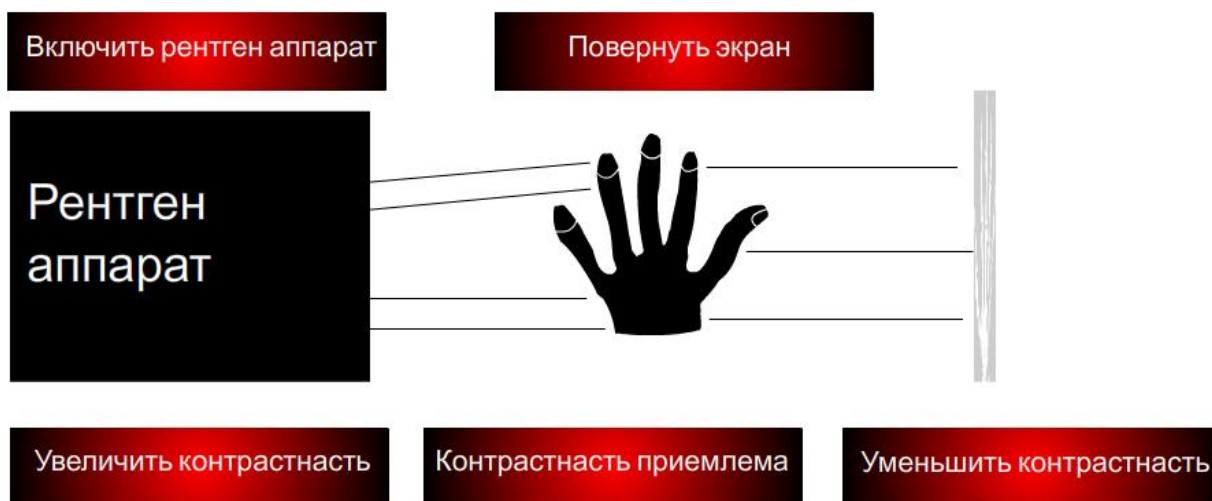 Включить рентген аппарат
Повернуть экран
Рентген
аппарат
Увеличить контрастнасть
Контрастнасть приемлема
Уменьшить контрастнасть